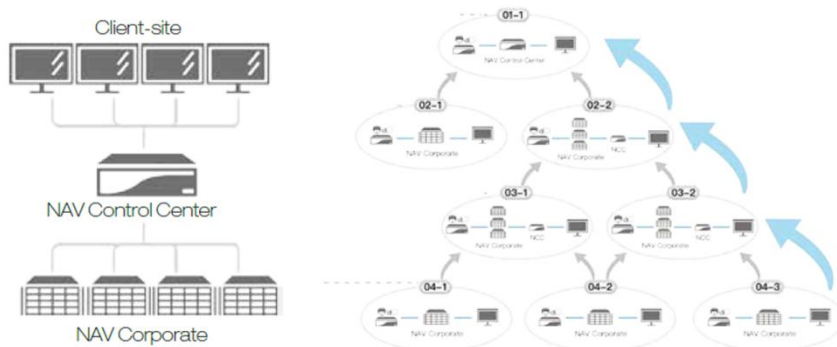 Client-site
NAV Control Center
NAV Corporate
01-1
NAV Control Center
02-1
NAV Corporate
02-2
NAV Corporate
NCC
03-1
NAV Corporate
NCC
03-2
NAV Corporate
NCC
04-1
NAV Corporate
04-2
NAV Corporate
04-3
NAV Corporate